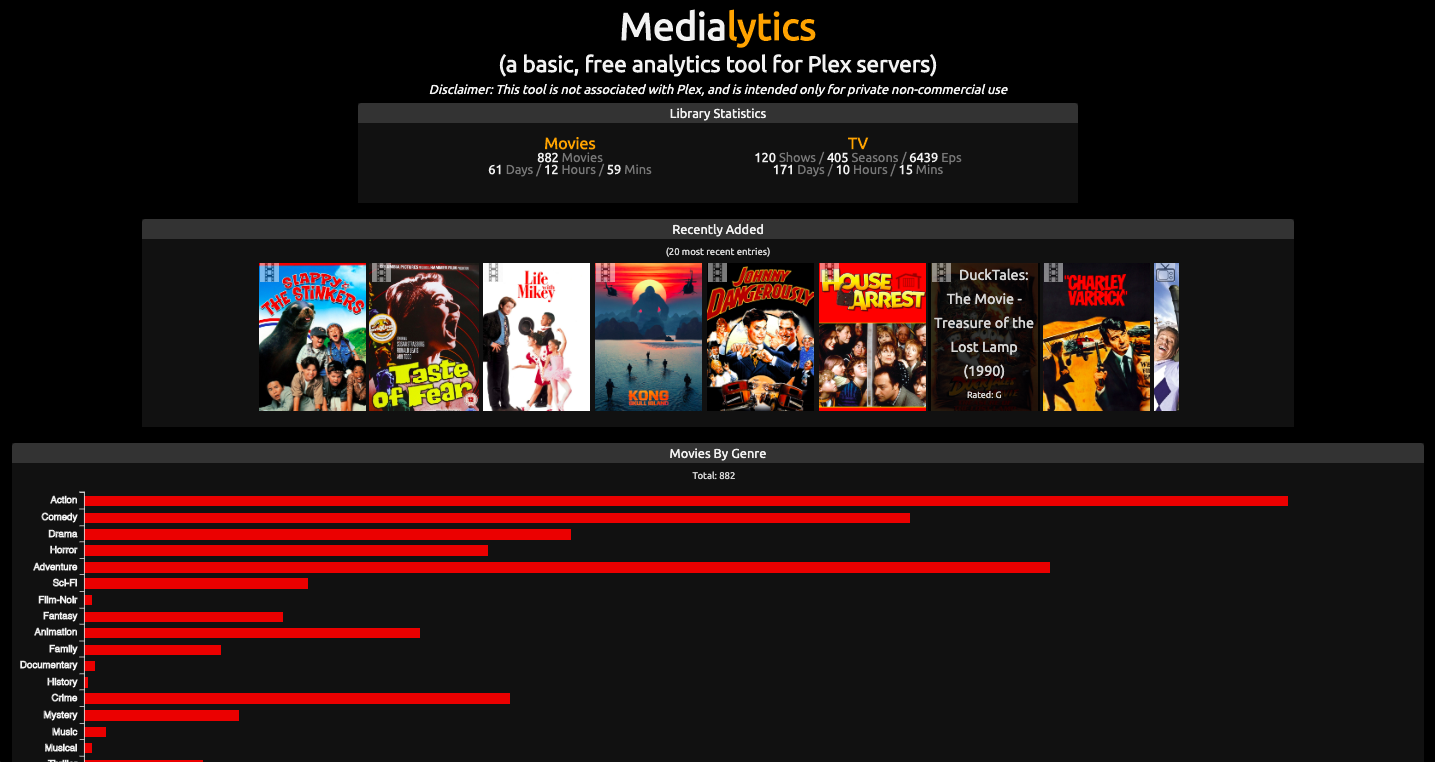 Medialytics
(a basic, free analytics tool for Plex servers)
Disclaimer: This tool is not associated with Plex, and is intended only for private non-commercial use
Library Statistics
Movies
882 Movies
61 Days / 12 Hours / 59 Mins
TV
120 Shows / 405 Seasons / 6439 Eps
171 Days / 10 Hours / 15 Mins
Recently Added
(20 most recent entries)
SLAPPY AND
THE STINKERS
Taste
of Fear
Life
with
Mikey
KONG
SKULL ISLAND
JOHNNY
DANGEROUSLY
HOUSE
ARREST
DuckTales:
The Movie -
Treasure of the
Lost Lamp
(1990)
Rated: G
"CHARLEY
VARRICK"
Movies By Genre
Total: 882
Action
Comedy
Drama
Horror
Adventure
Sci-Fi
Film-Noir
Fantasy
Animation
Family
Documentary
History
Crime
Mystery
Music
Musical